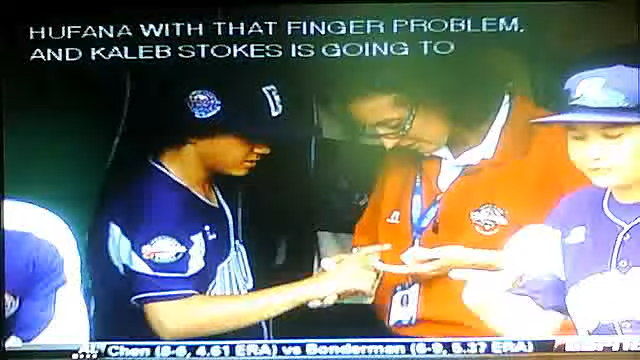 HUFANA WITH THAT FINGER PROBLEM.
AND KALEB STOKES IS GOING TO
Chen (8-6, 4.61 ERA) vs Bonderman (6-9, 5.37 ERA)